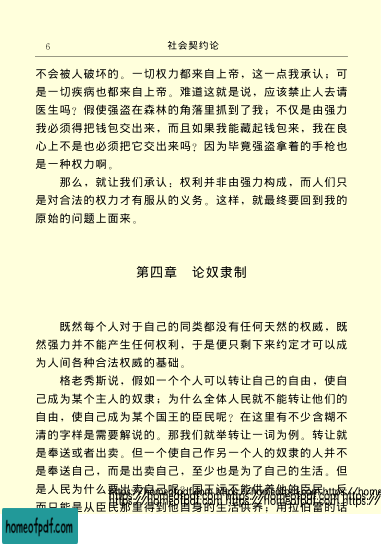 6
社会契约论
不会被人破坏的。一切权力都来自上帝，这一点我承认；可
是一切疾病也都来自上帝。难道这就是说，应该禁止人去请
医生吗？假使强盗在森林的角落里抓到了我；不仅是由强力
我必须得把钱包交出来，而且如果我能藏起钱包来，我在良
心上不是也必须把它交出来吗？因为毕竟强盗拿着的手枪也
是一种权力啊。
那么，就让我们承认：权利并非由强力构成，而人们只
是对合法的权力才有服从的义务。这样，就最终要回到我的
原始的问题上面来。
第四章 论奴隶制
既然每个人对于自己的同类都没有任何天然的权威，既
然强力并不能产生任何权利，于是便只剩下来约定才可以成
为人间各种合法权威的基础。
格老秀斯说，假如一个个人可以转让自己的自由，使自
己成为某个主人的奴隶；为什么全体人民就不能转让他们的
自由，使自己成为某个国王的臣民呢？在这里有不少含糊不
清的字样是需要解说的。那我们就举转让一词为例。转让就
是奉送或者出卖。但一个使自己作另一个人的奴隶的人并不
是奉送自己，而是出卖自己，至少也是为了自己的生活。但
是人民为什么要出卖自己呢？国王远不能供养他的臣民，反
而只能是从臣民那里得到他自身的生活供养；用拉伯雷的话
https://homeofpdf.com https://homeofpdf.com
homeofpdf.com